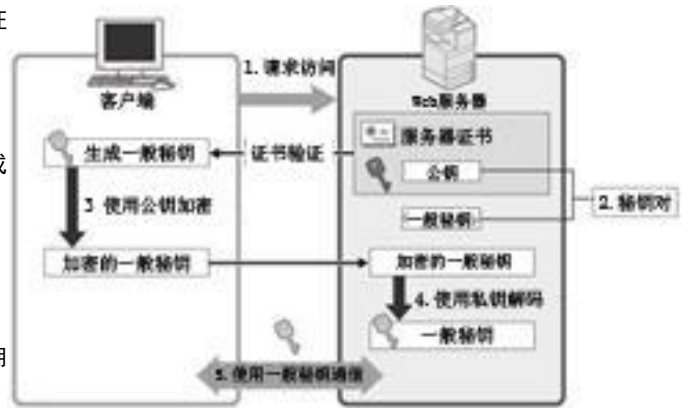 1.请求访问
客户端
Web服务器
服务器证书
生成一般秘钥
证书验证
公钥
2.秘钥对
3 使用公钥加密
一般秘钥
加密的一般秘钥
加密的一般秘钥
4.使用私钥解码
一般秘钥
5.使用一般秘钥通信